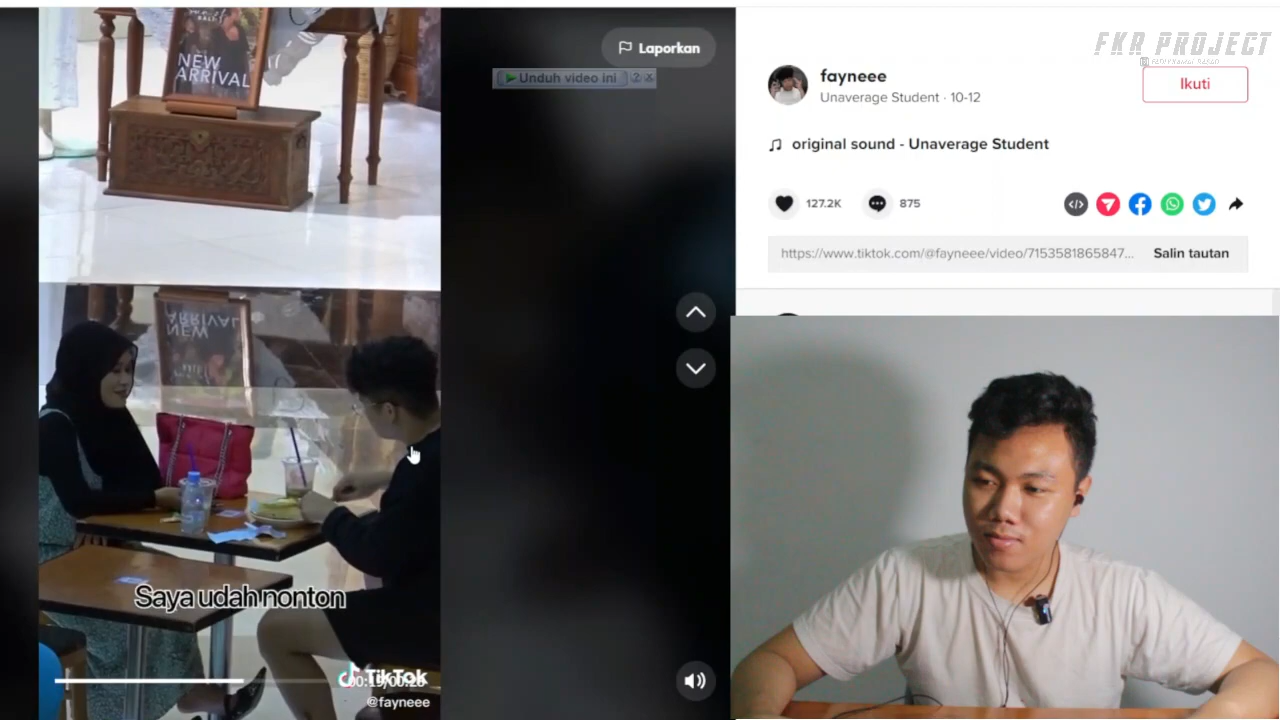 NEW
ARRIVAL
Laporkan
Unduh video ini
?
NEW
ARRIVAL
Saya udah nonton
TikTok
@fayneee
FKR PROJECT
fayneee
Unaverage Student · 10-12
Ikuti
original sound - Unaverage Student
127.2K
875
https://www.tiktok.com/@fayneee/video/7153581865847...
Salin tautan